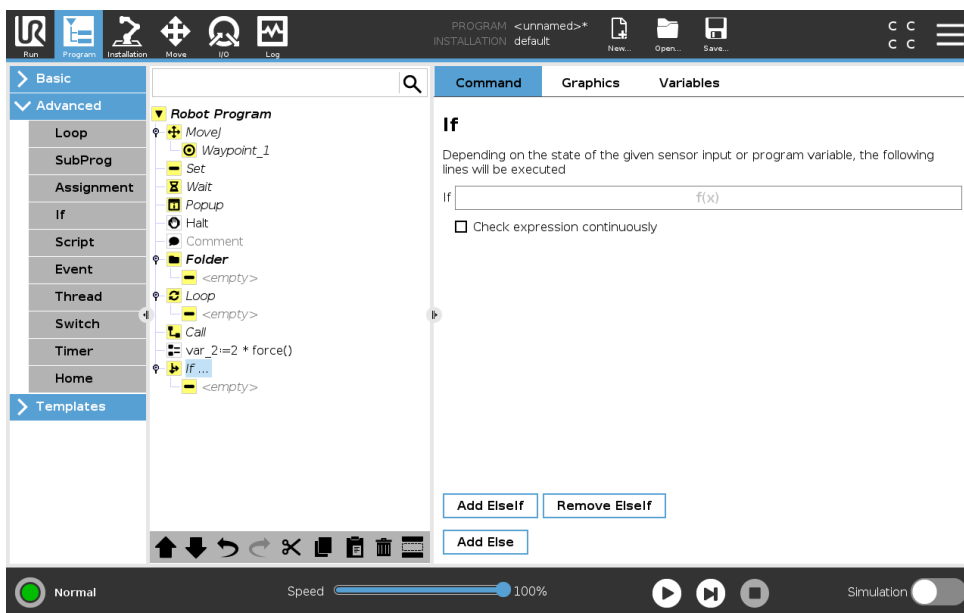 PROGRAM <unnamed>*
INSTALLATION default
UR
Run
Program
Installation
Move
I/O
Log
New...
Open...
Save...
C C
C C
Basic
Advanced
Loop
SubProg
Assignment
If
Script
Event
Thread
Switch
Timer
Home
Templates
Robot Program
MoveJ
Waypoint_1
Set
Wait
Popup
Halt
Comment
Folder
<empty>
Loop
<empty>
Call
var_2:=2 * force()
If ...
<empty>
Command Graphics Variables
If
Depending on the state of the given sensor input or program variable, the following
lines will be executed
If f(x)
Check expression continuously
Add ElseIf Remove ElseIf
Add Else
Normal
Speed 100%
Simulation